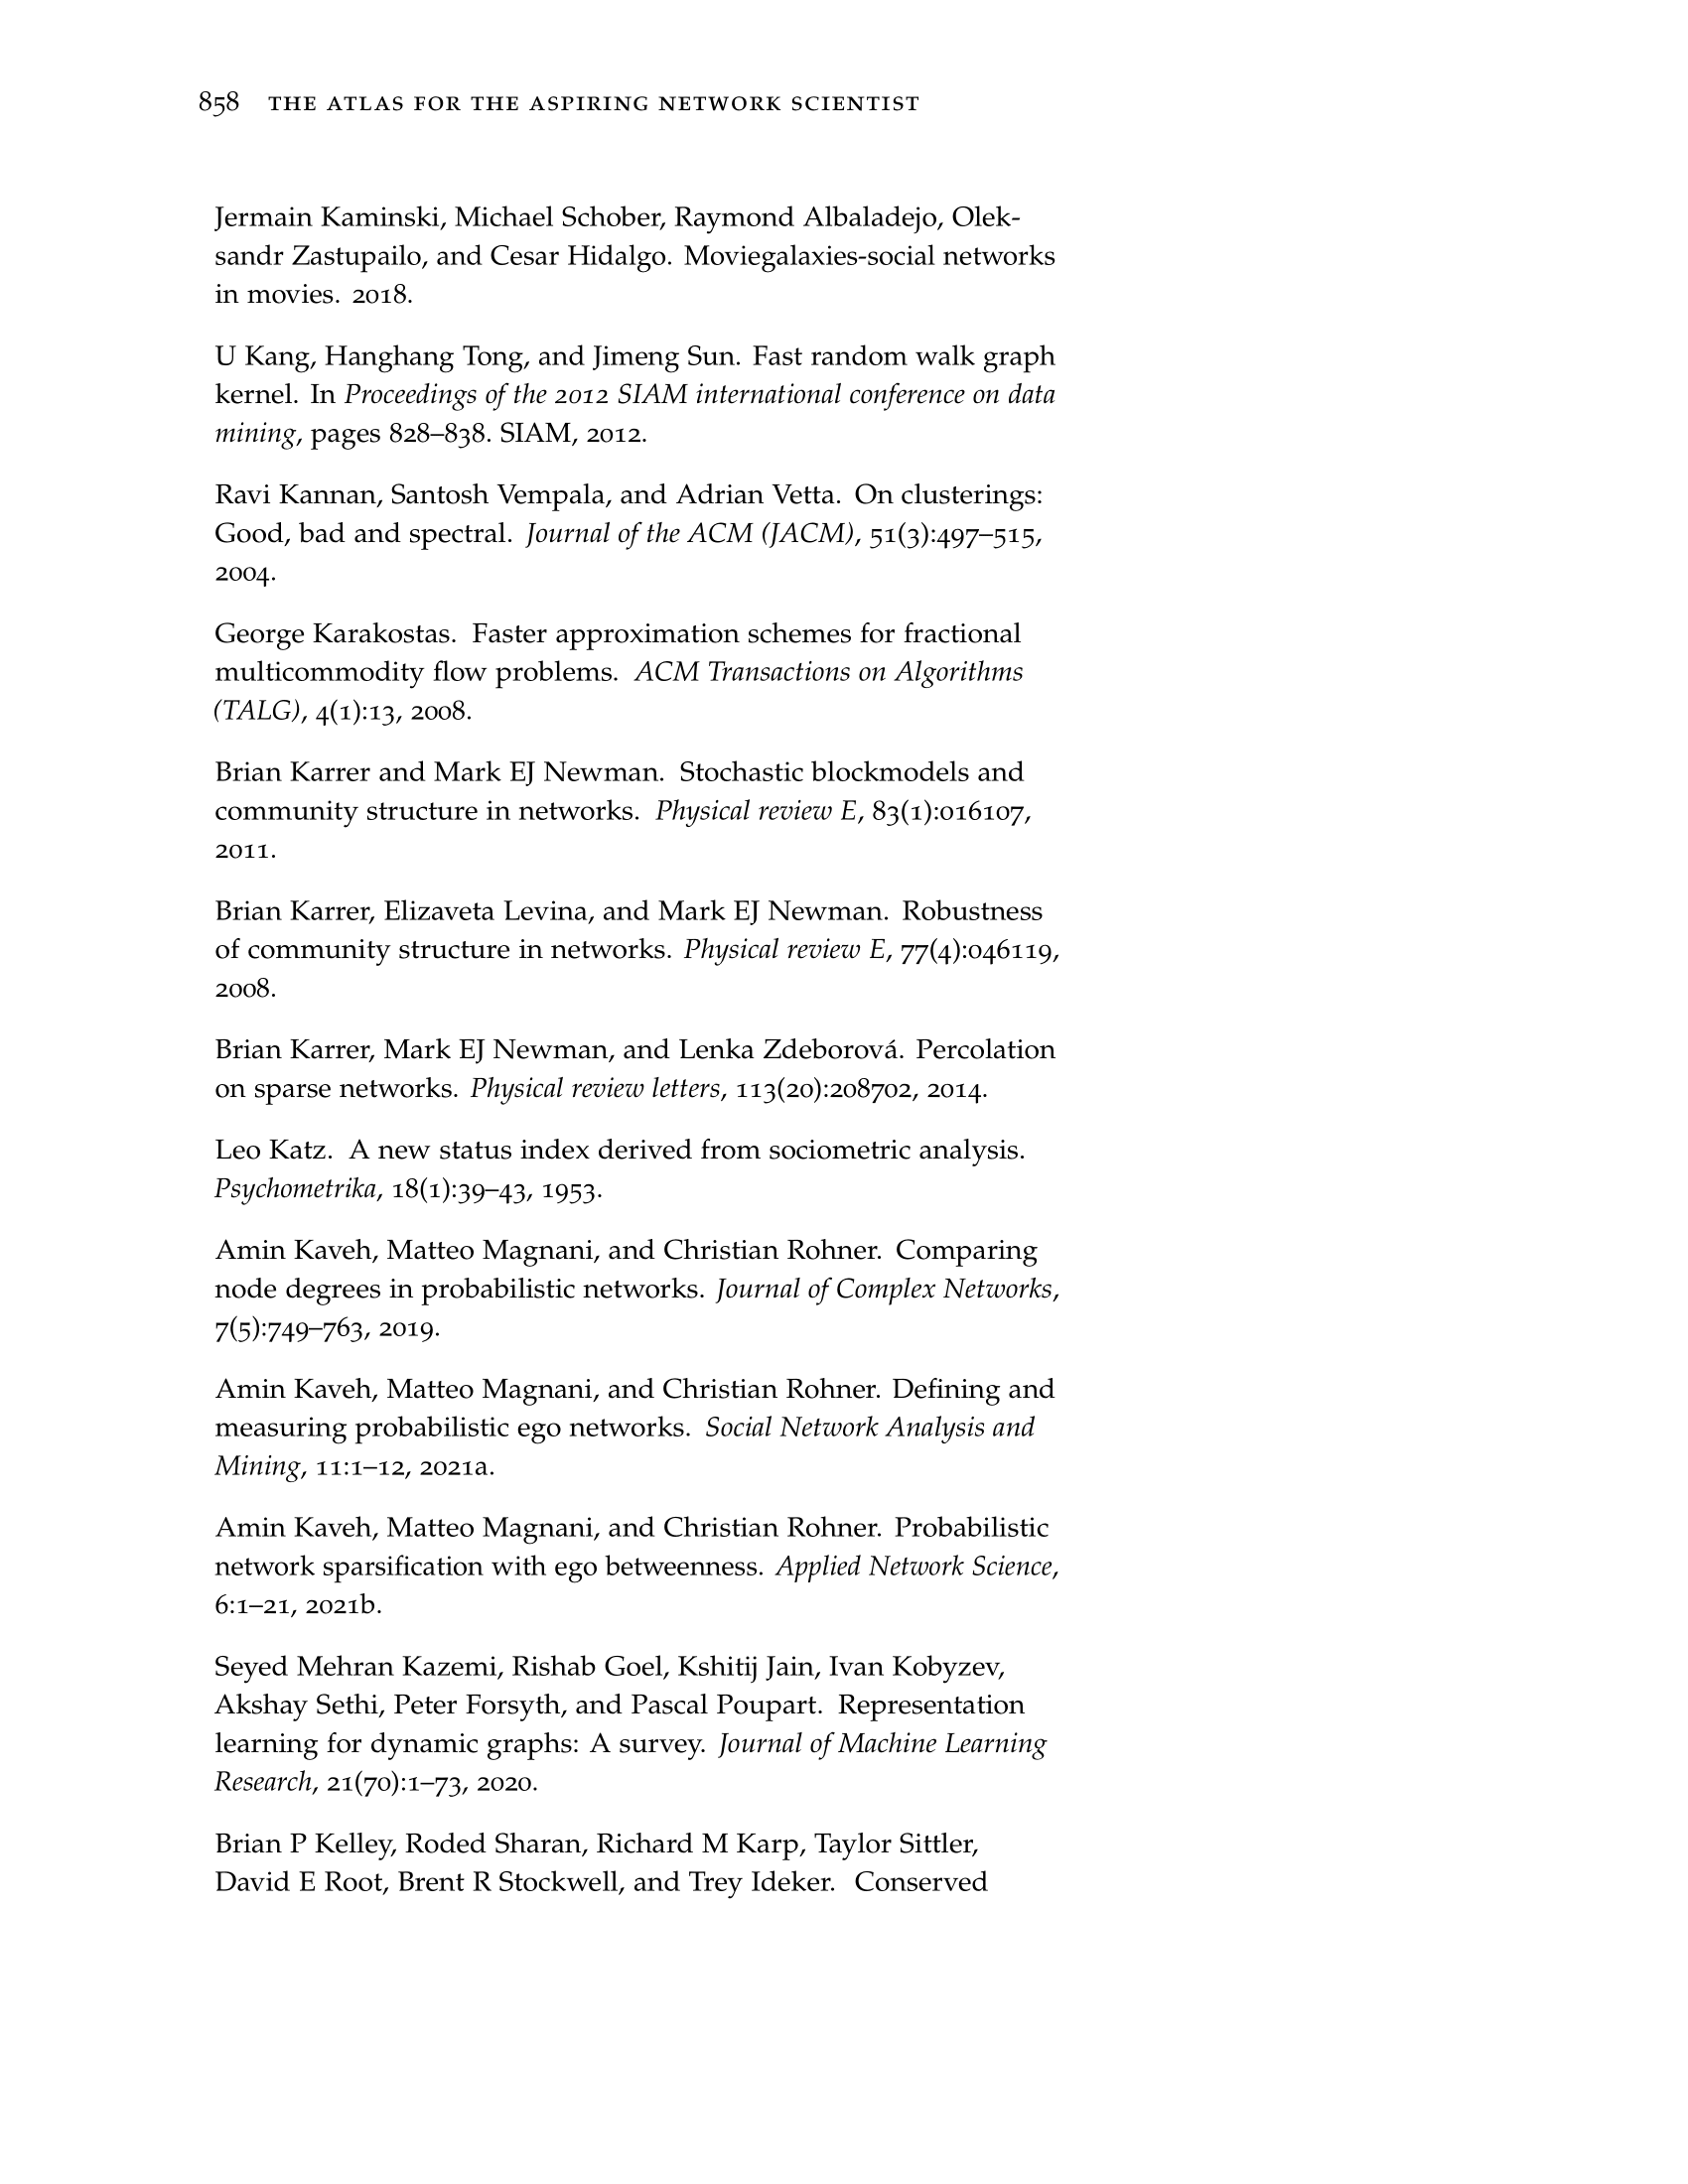 858 THE ATLAS FOR THE ASPIRING NETWORK SCIENTIST
Jermain Kaminski, Michael Schober, Raymond Albaladejo, Olek-
sandr Zastupailo, and Cesar Hidalgo. Moviegalaxies-social networks
in movies. 2018.
U Kang, Hanghang Tong, and Jimeng Sun. Fast random walk graph
kernel. In Proceedings of the 2012 SIAM international conference on data
mining, pages 828–838. SIAM, 2012.
Ravi Kannan, Santosh Vempala, and Adrian Vetta. On clusterings:
Good, bad and spectral. Journal of the ACM (JACM), 51(3):497–515,
2004.
George Karakostas. Faster approximation schemes for fractional
multicommodity flow problems. ACM Transactions on Algorithms
(TALG), 4(1):13, 2008.
Brian Karrer and Mark EJ Newman. Stochastic blockmodels and
community structure in networks. Physical review E, 83(1):016107,
2011.
Brian Karrer, Elizaveta Levina, and Mark EJ Newman. Robustness
of community structure in networks. Physical review E, 77(4):046119,
2008.
Brian Karrer, Mark EJ Newman, and Lenka Zdeborová. Percolation
on sparse networks. Physical review letters, 113(20):208702, 2014.
Leo Katz. A new status index derived from sociometric analysis.
Psychometrika, 18(1):39–43, 1953.
Amin Kaveh, Matteo Magnani, and Christian Rohner. Comparing
node degrees in probabilistic networks. Journal of Complex Networks,
7(5):749–763, 2019.
Amin Kaveh, Matteo Magnani, and Christian Rohner. Defining and
measuring probabilistic ego networks. Social Network Analysis and
Mining, 11:1–12, 2021a.
Amin Kaveh, Matteo Magnani, and Christian Rohner. Probabilistic
network sparsification with ego betweenness. Applied Network Science,
6:1–21, 2021b.
Seyed Mehran Kazemi, Rishab Goel, Kshitij Jain, Ivan Kobyzev,
Akshay Sethi, Peter Forsyth, and Pascal Poupart. Representation
learning for dynamic graphs: A survey. Journal of Machine Learning
Research, 21(70):1–73, 2020.
Brian P Kelley, Roded Sharan, Richard M Karp, Taylor Sittler,
David E Root, Brent R Stockwell, and Trey Ideker. Conserved